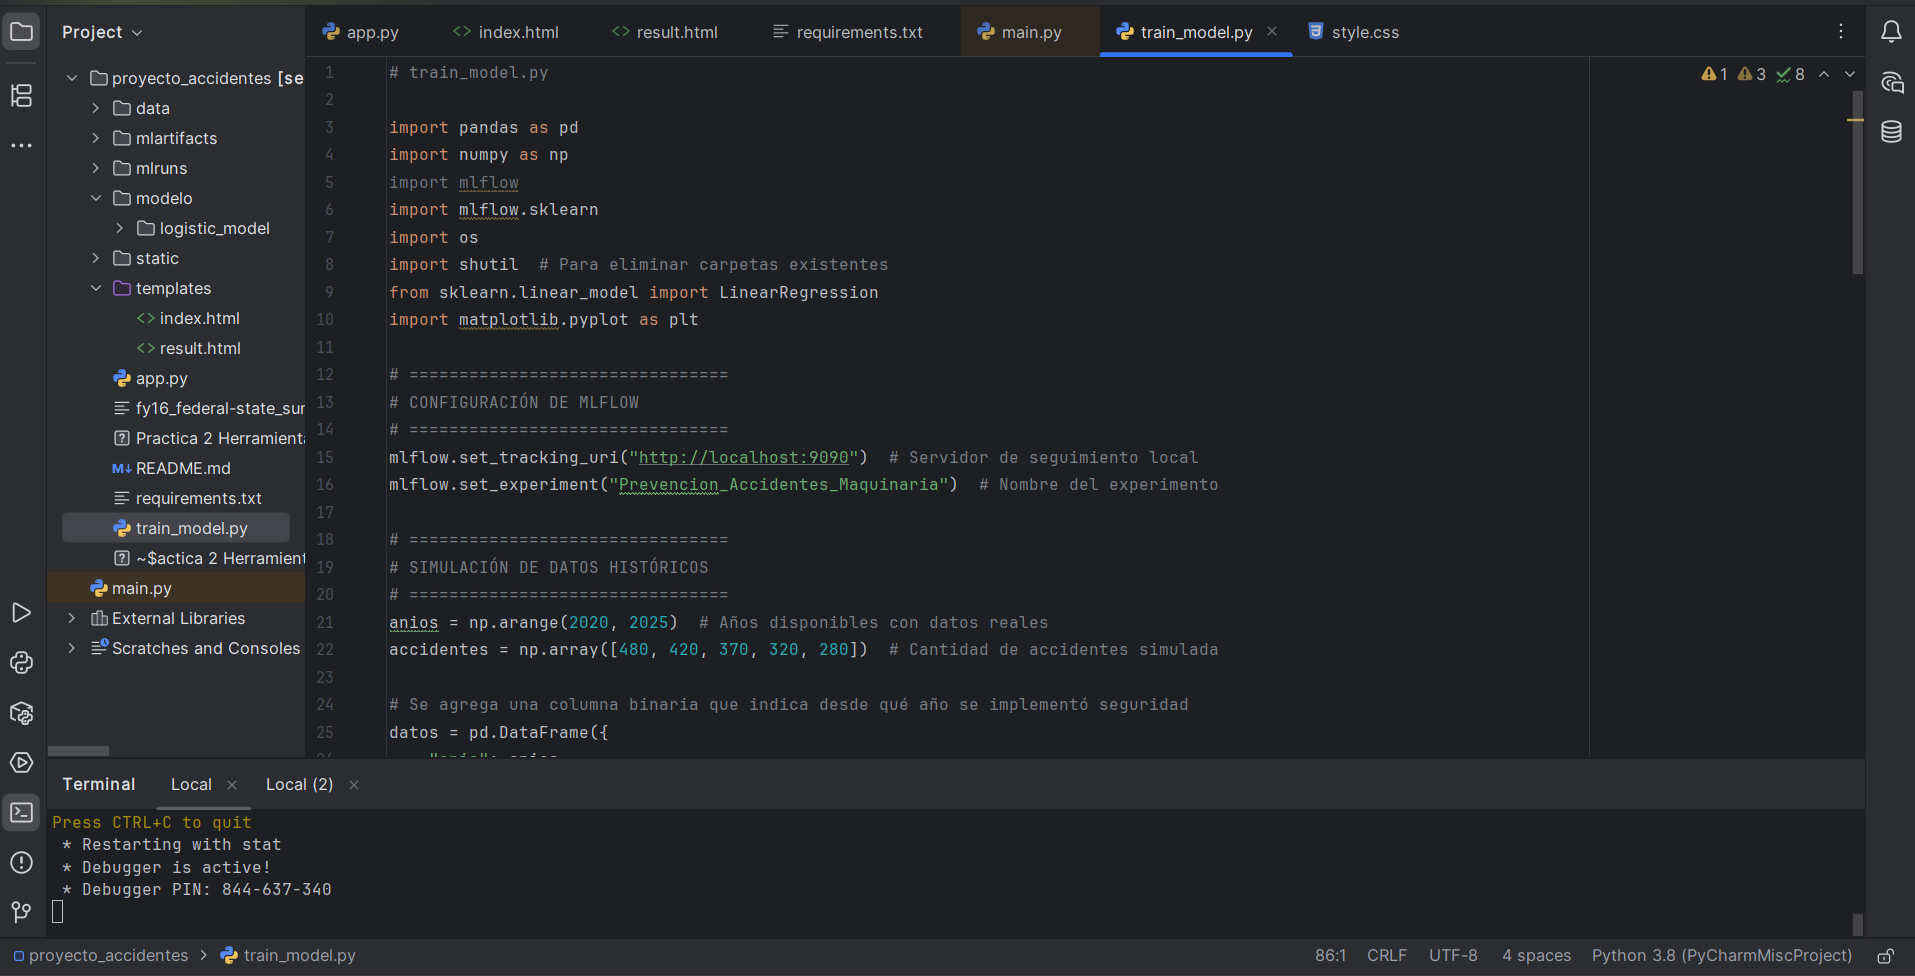 Project
app.py
index.html
result.html
requirements.txt
main.py
train_model.py
style.css
proyecto_accidentes [se
data
mlartifacts
mlruns
modelo
logistic_model
static
templates
index.html
result.html
app.py
fy16_federal-state_sur
Practica 2 Herramient
README.md
requirements.txt
train_model.py
~$actica 2 Herramient
main.py
External Libraries
Scratches and Consoles
1 3 8
1 # train_model.py
2
3 import pandas as pd
4 import numpy as np
5 import mlflow
6 import mlflow.sklearn
7 import os
8 import shutil  # Para eliminar carpetas existentes
9 from sklearn.linear_model import LinearRegression
10 import matplotlib.pyplot as plt
11
12 # ================================
13 # CONFIGURACIÓN DE MLFLOW
14 # ================================
15 mlflow.set_tracking_uri("http://localhost:9090")  # Servidor de seguimiento local
16 mlflow.set_experiment("Prevencion_Accidentes_Maquinaria")  # Nombre del experimento
17
18 # ================================
19 # SIMULACIÓN DE DATOS HISTÓRICOS
20 # ================================
21 anios = np.arange(2020, 2025)  # Años disponibles con datos reales
22 accidentes = np.array([480, 420, 370, 320, 280])  # Cantidad de accidentes simulada
23
24 # Se agrega una columna binaria que indica desde qué año se implementó seguridad
25 datos = pd.DataFrame({
Terminal
Local
Local (2)
Press CTRL+C to quit
* Restarting with stat
* Debugger is active!
* Debugger PIN: 844-637-340
proyecto_accidentes > train_model.py
86:1
CRLF
UTF-8
4 spaces
Python 3.8 (PyCharmMiscProject)